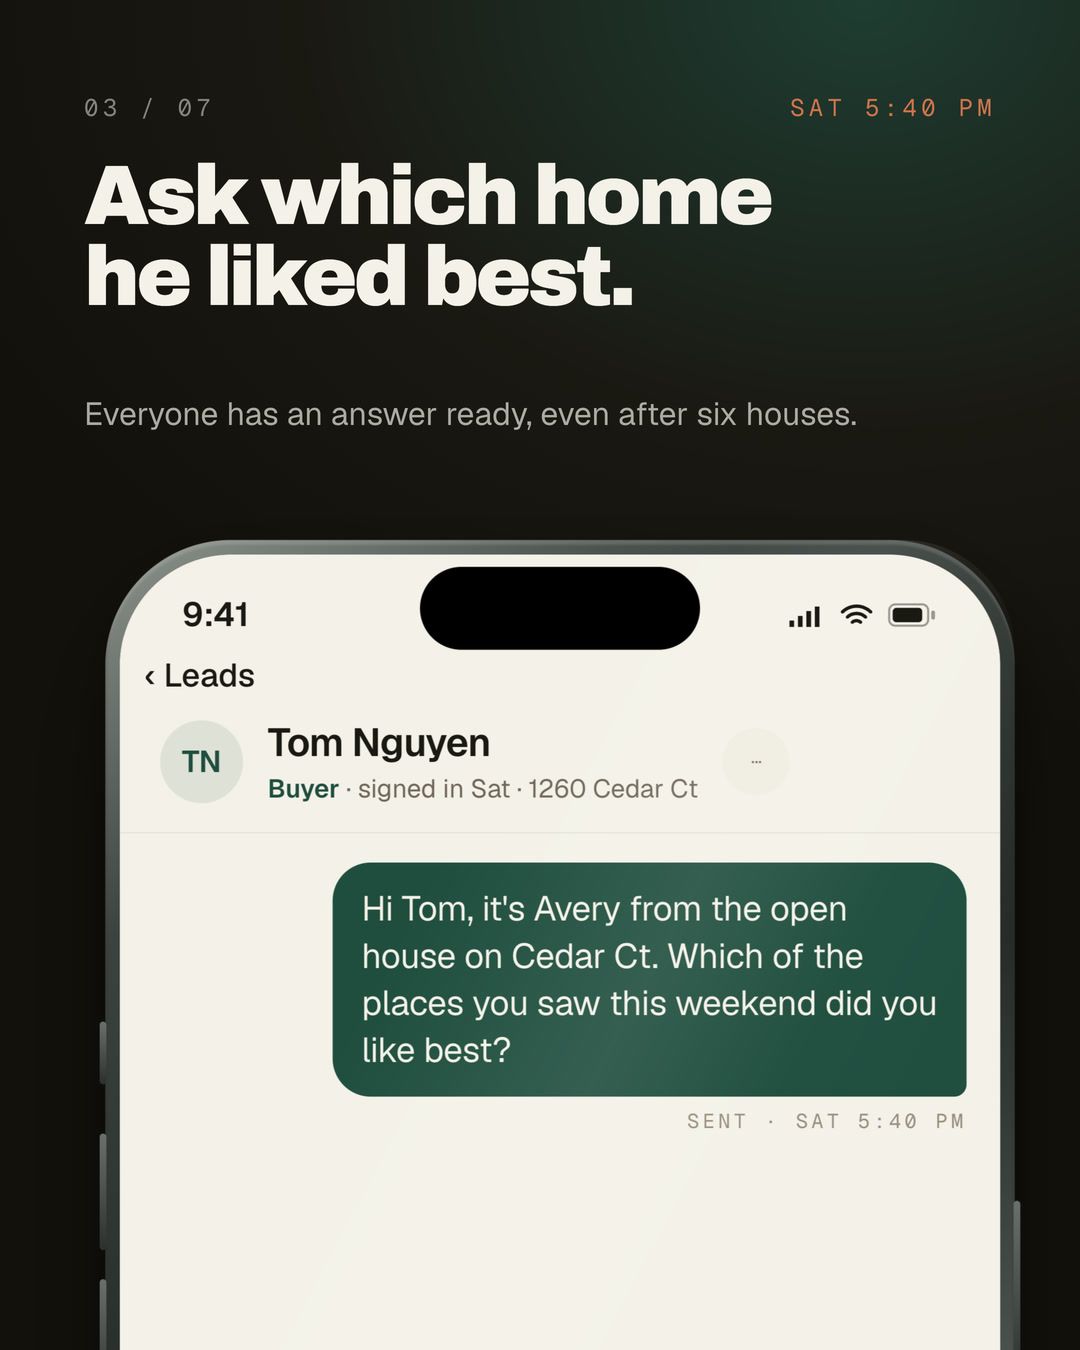 03 / 07
SAT 5:40 PM
Ask which home
he liked best.
Everyone has an answer ready, even after six houses.
9:41
‹ Leads
TN
Tom Nguyen
Buyer · signed in Sat · 1260 Cedar Ct
...
Hi Tom, it's Avery from the open
house on Cedar Ct. Which of the
places you saw this weekend did you
like best?
SENT · SAT 5:40 PM